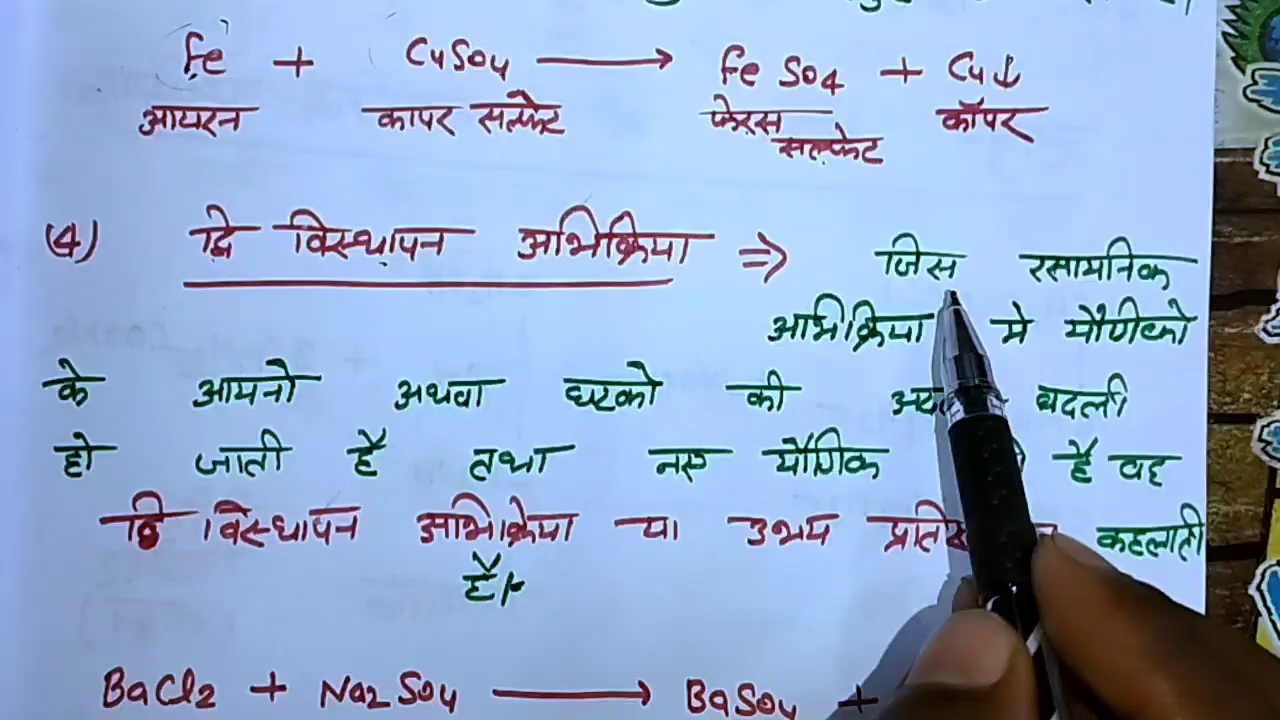 Fe + CuSO4 ⟶ FeSO4 + Cu↓
आयरन कापर सल्फेट फेरस सल्फेट कॉपर
(4) द्वि विस्थापन अभिक्रिया ⇒ जिस रसायनिक
अभिक्रिया मे यौगिको
के आयनो अथवा घटको की बदली
हो जाती है तथा नए यौगिक है वह
द्वि विस्थापन अभिक्रिया या उभय कहलाती
है।
BaCl2 + Na2SO4 ⟶ BaSO4 +